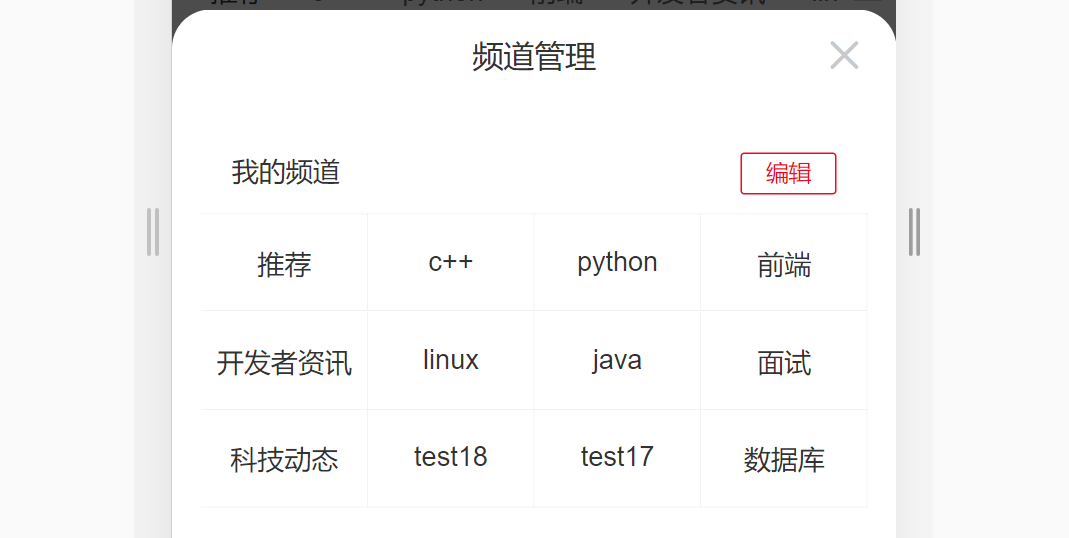 频道管理
我的频道 编辑
推荐 c++ python 前端
开发者资讯 linux java 面试
科技动态 test18 test17 数据库